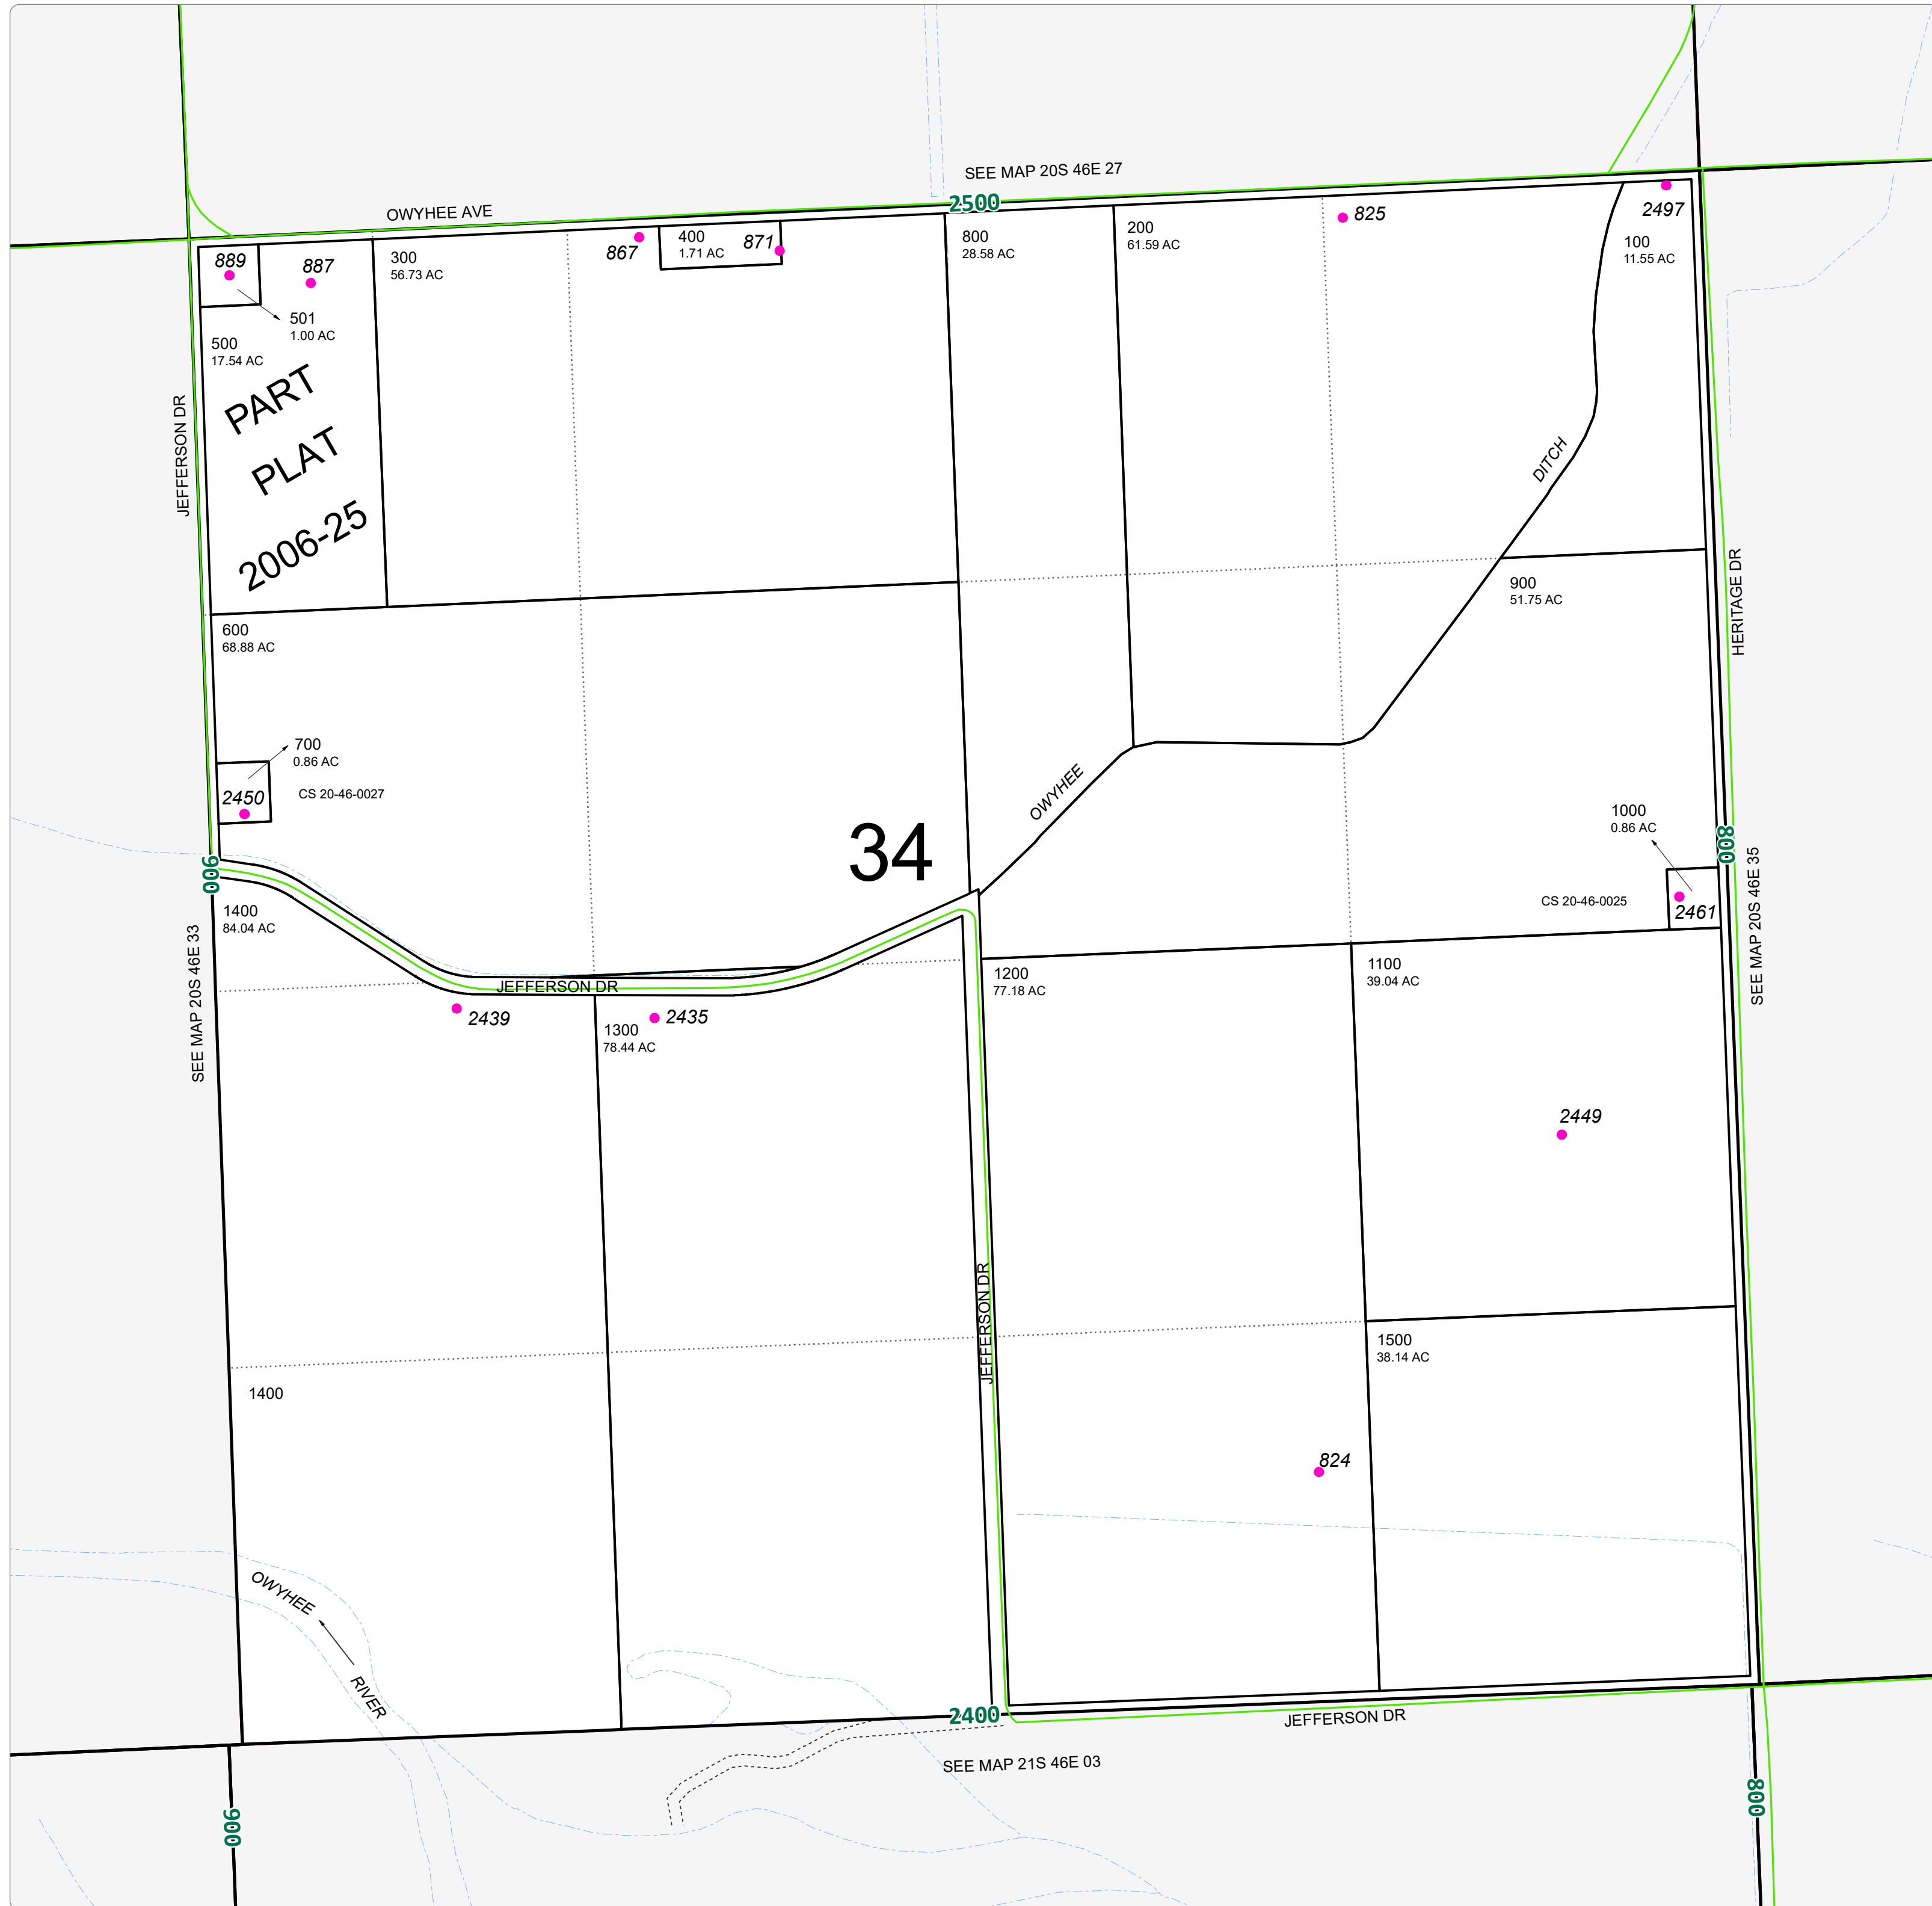 SEE MAP 20S 46E 27
2500
OWYHEE AVE
825
2497
400
1.71 AC
871
867
800
28.58 AC
200
61.59 AC
100
11.55 AC
889
887
300
56.73 AC
501
1.00 AC
500
17.54 AC
PART
PLAT
2006-25
JEFFERSON DR
DITCH
HERITAGE DR
900
51.75 AC
600
68.88 AC
700
0.86 AC
2450
CS 20-46-0027
OWYHEE
34
1000
0.86 AC
800
900
CS 20-46-0025
2461
SEE MAP 20S 46E 35
1400
84.04 AC
SEE MAP 20S 46E 33
JEFFERSON DR
1200
77.18 AC
1100
39.04 AC
2439
2435
1300
78.44 AC
2449
JEFFERSON DR
1500
38.14 AC
1400
824
OWYHEE
RIVER
2400
JEFFERSON DR
SEE MAP 21S 46E 03
900
800